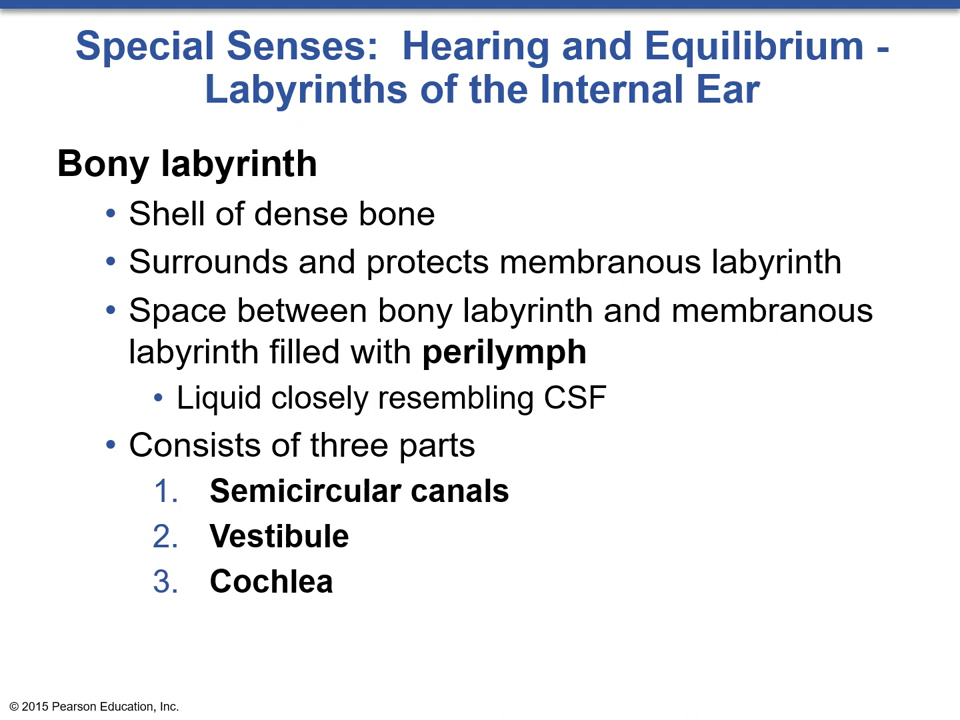 Special Senses:  Hearing and Equilibrium -
Labyrinths of the Internal Ear
Bony labyrinth
• Shell of dense bone
• Surrounds and protects membranous labyrinth
• Space between bony labyrinth and membranous
labyrinth filled with perilymph
• Liquid closely resembling CSF
• Consists of three parts
1. Semicircular canals
2. Vestibule
3. Cochlea
© 2015 Pearson Education, Inc.